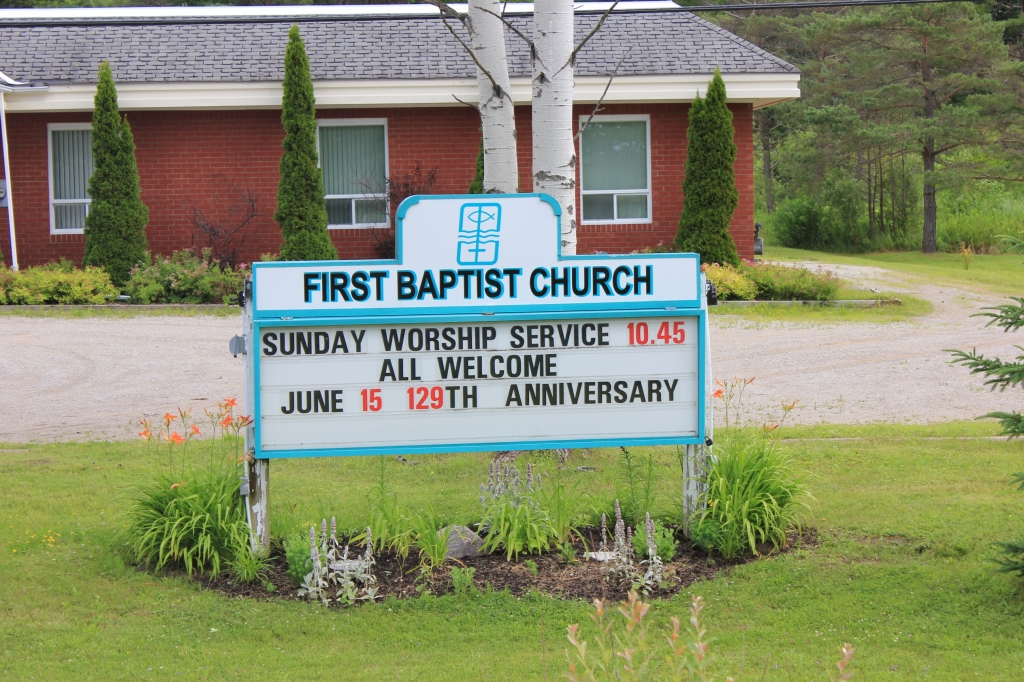 FIRST BAPTIST CHURCH
SUNDAY WORSHIP SERVICE 10.45
ALL WELCOME
JUNE 15 129TH ANNIVERSARY